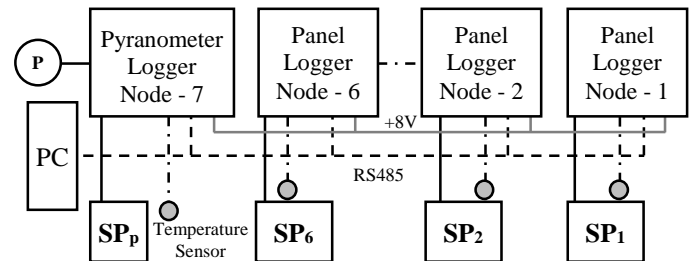 P
Pyranometer
Logger
Node - 7
Panel
Logger
Node - 6
Panel
Logger
Node - 2
Panel
Logger
Node - 1
+8V
PC
RS485
SPp
Temperature
Sensor
SP6
SP2
SP1